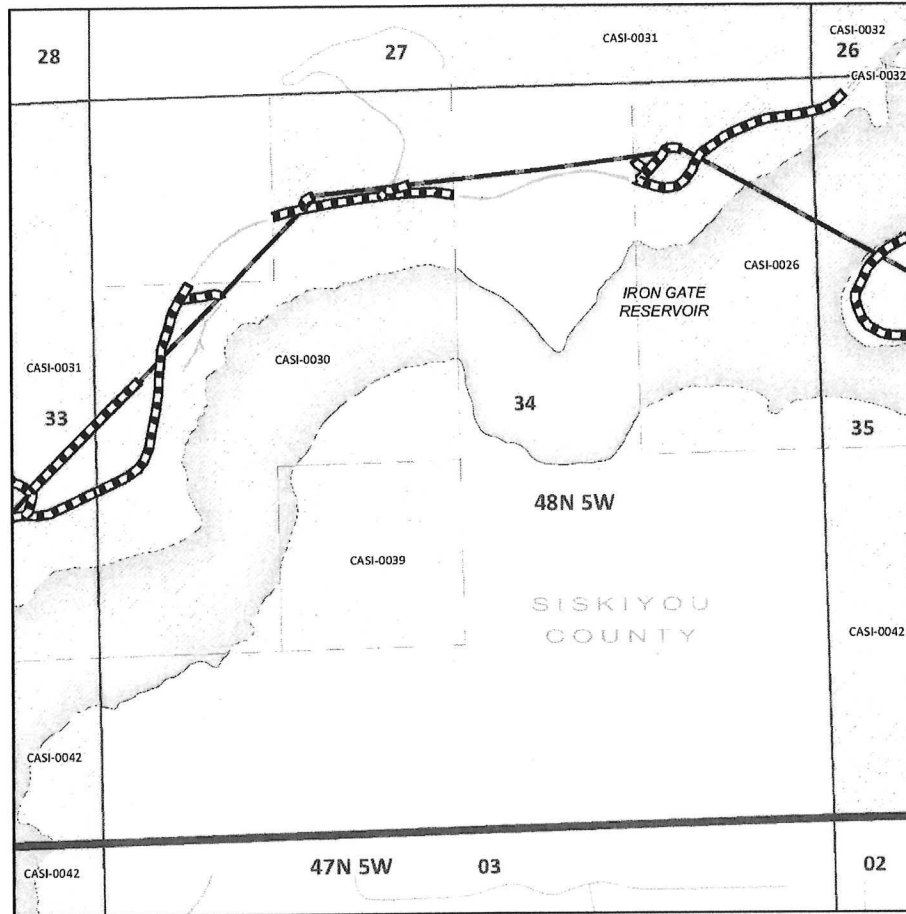 28
27
CASI-0031
CASI-0032
26
CASI-0032
CASI-0026
IRON GATE
RESERVOIR
CASI-0030
CASI-0031
33
34
35
48N 5W
CASI-0039
SISKIYOU
COUNTY
CASI-0042
CASI-0042
47N 5W
03
02
CASI-0042